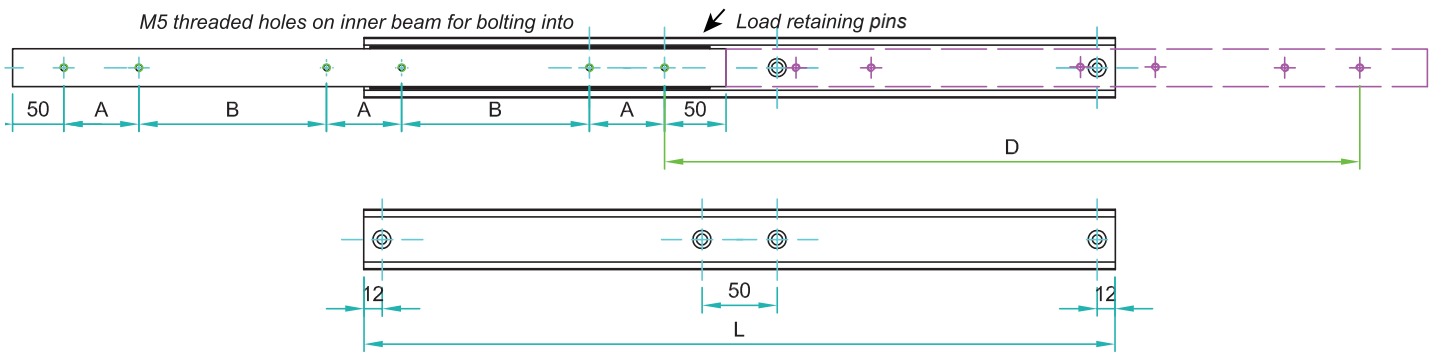 M5 threaded holes on inner beam for bolting into
Load retaining pins
50 A B A B A 50
D
12 50 12
L